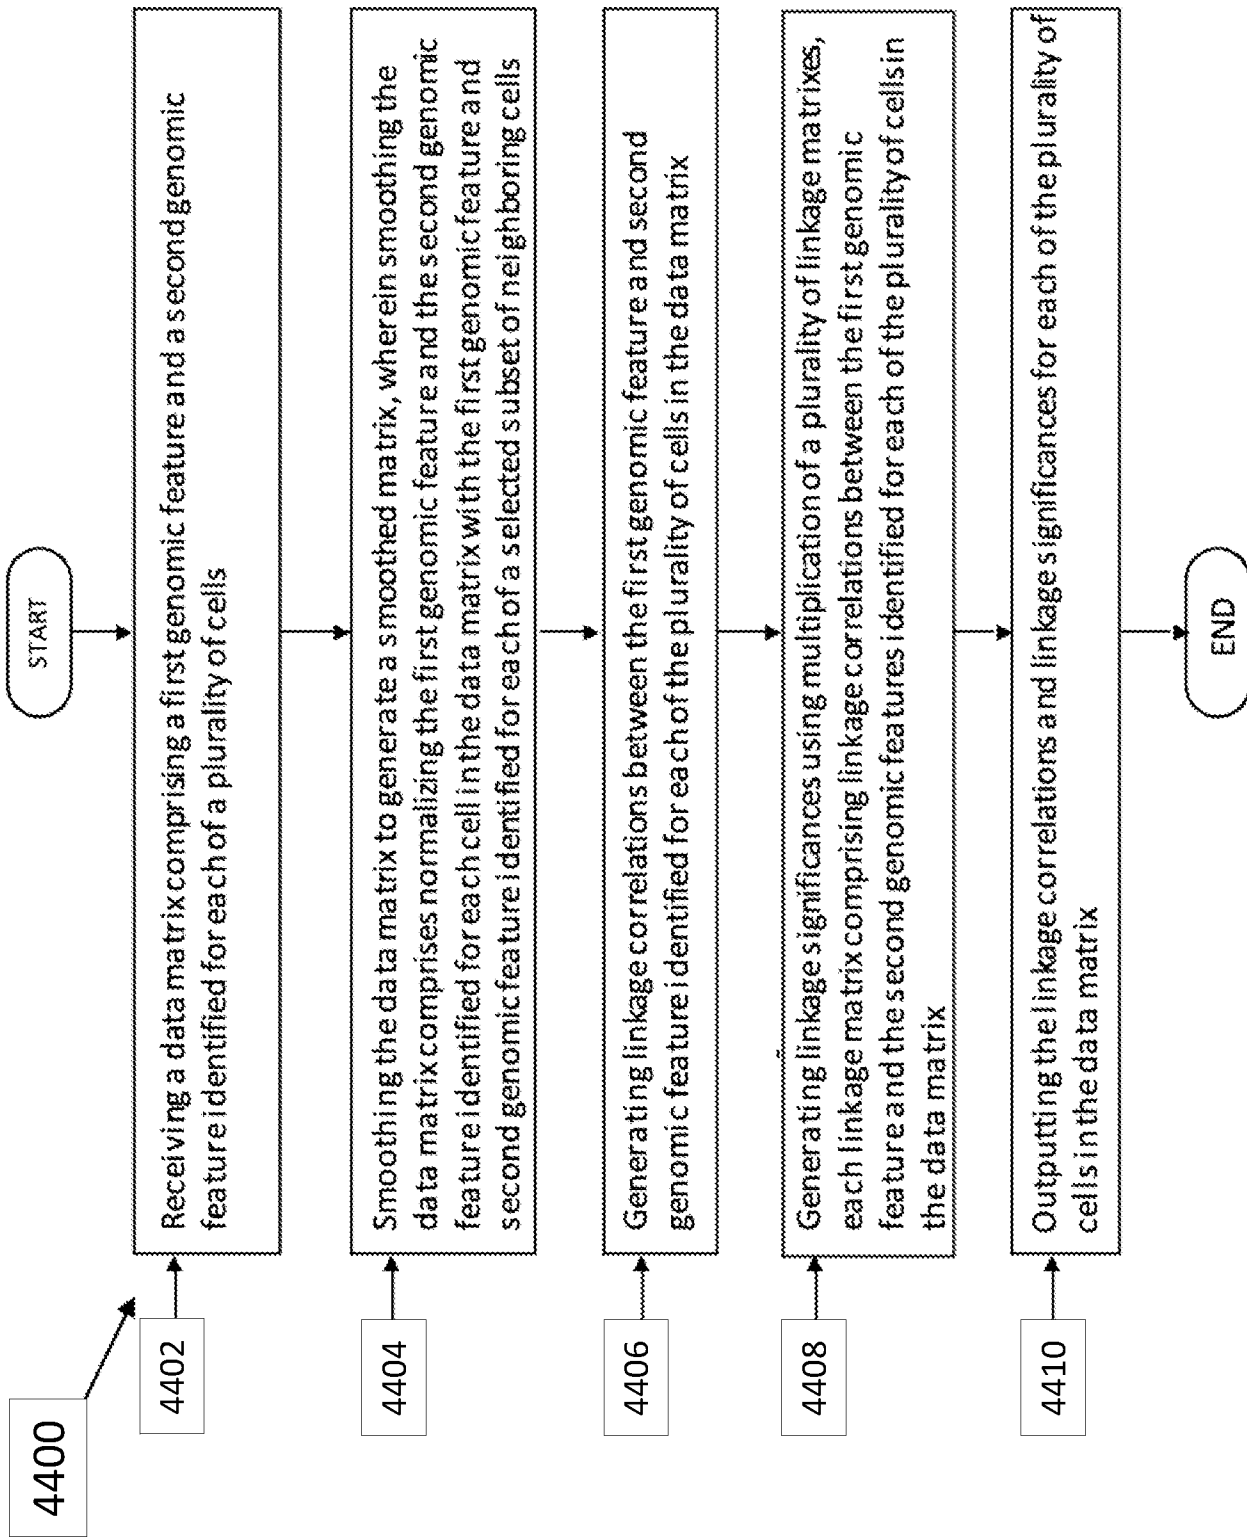 4400
START
4402
Receiving a data matrix comprising a first genomic feature and a second genomic
feature identified for each of a plurality of cells
4404
Smoothing the data matrix to generate a smoothed matrix, wherein smoothing the
data matrix comprises normalizing the first genomic feature and the second genomic
feature identified for each cell in the data matrix with the first genomic feature and
second genomic feature identified for each of a selected subset of neighboring cells
4406
Generating linkage correlations between the first genomic feature and second
genomic feature identified for each of the plurality of cells in the data matrix
4408
Generating linkage significances using multiplication of a plurality of linkage matrixes,
each linkage matrix comprising linkage correlations between the first genomic
feature and the second genomic features identified for each of the plurality of cells in
the data matrix
4410
Outputting the linkage correlations and linkage significances for each of the plurality of
cells in the data matrix
END